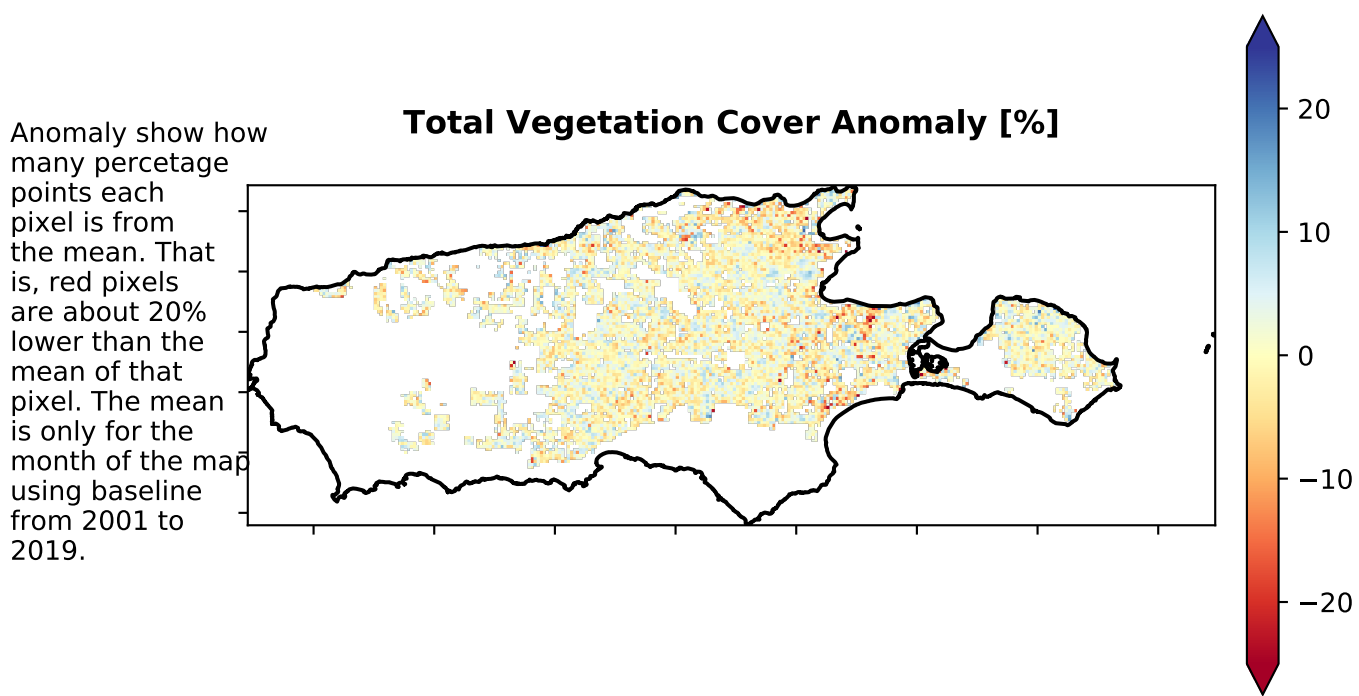 Total Vegetation Cover Anomaly [%]
Anomaly show how
many percetage
points each
pixel is from
the mean. That
is, red pixels
are about 20%
lower than the
mean of that
pixel. The mean
is only for the
month of the map
using baseline
from 2001 to
2019.
20
10
0
−10
−20